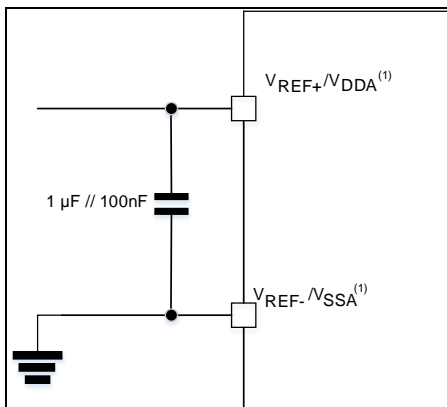 VREF+/VDDA(1)
1 µF // 100nF
VREF- /VSSA(1)